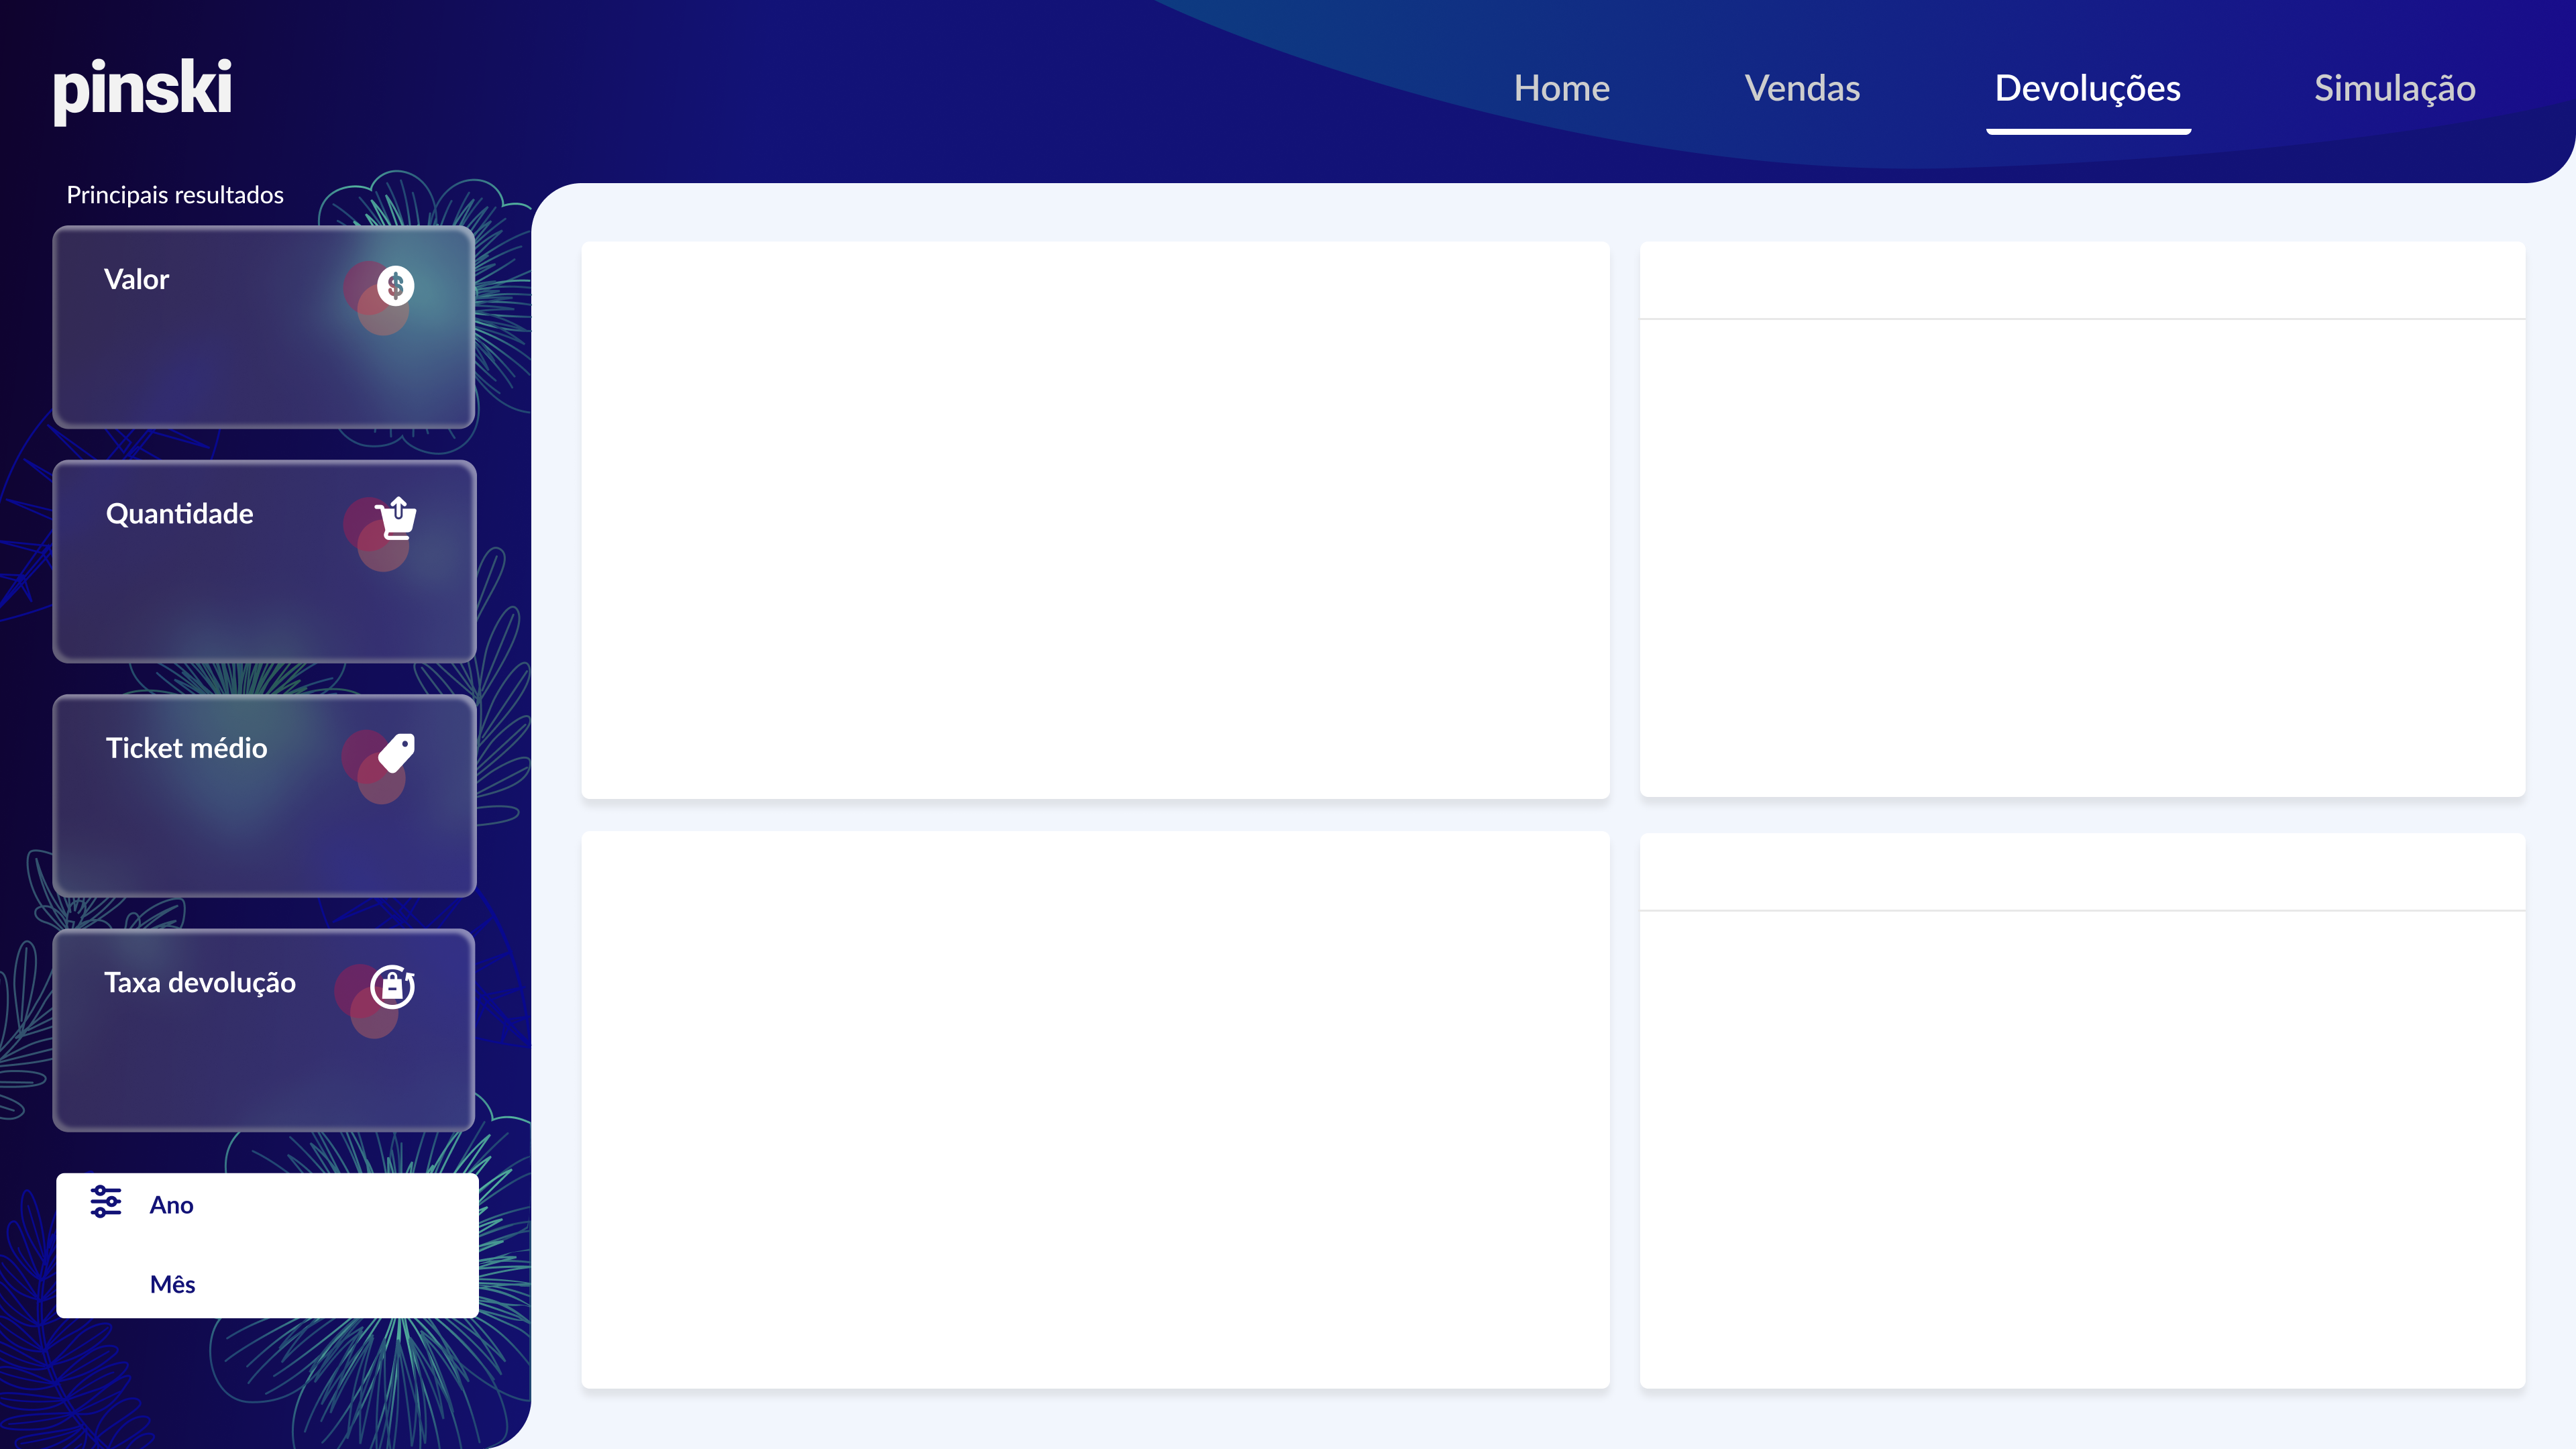 pinski
Home
Vendas
Devoluções
Simulação
Principais resultados
Valor
$
Quantidade
Ticket médio
Taxa devolução
Ano
Mês